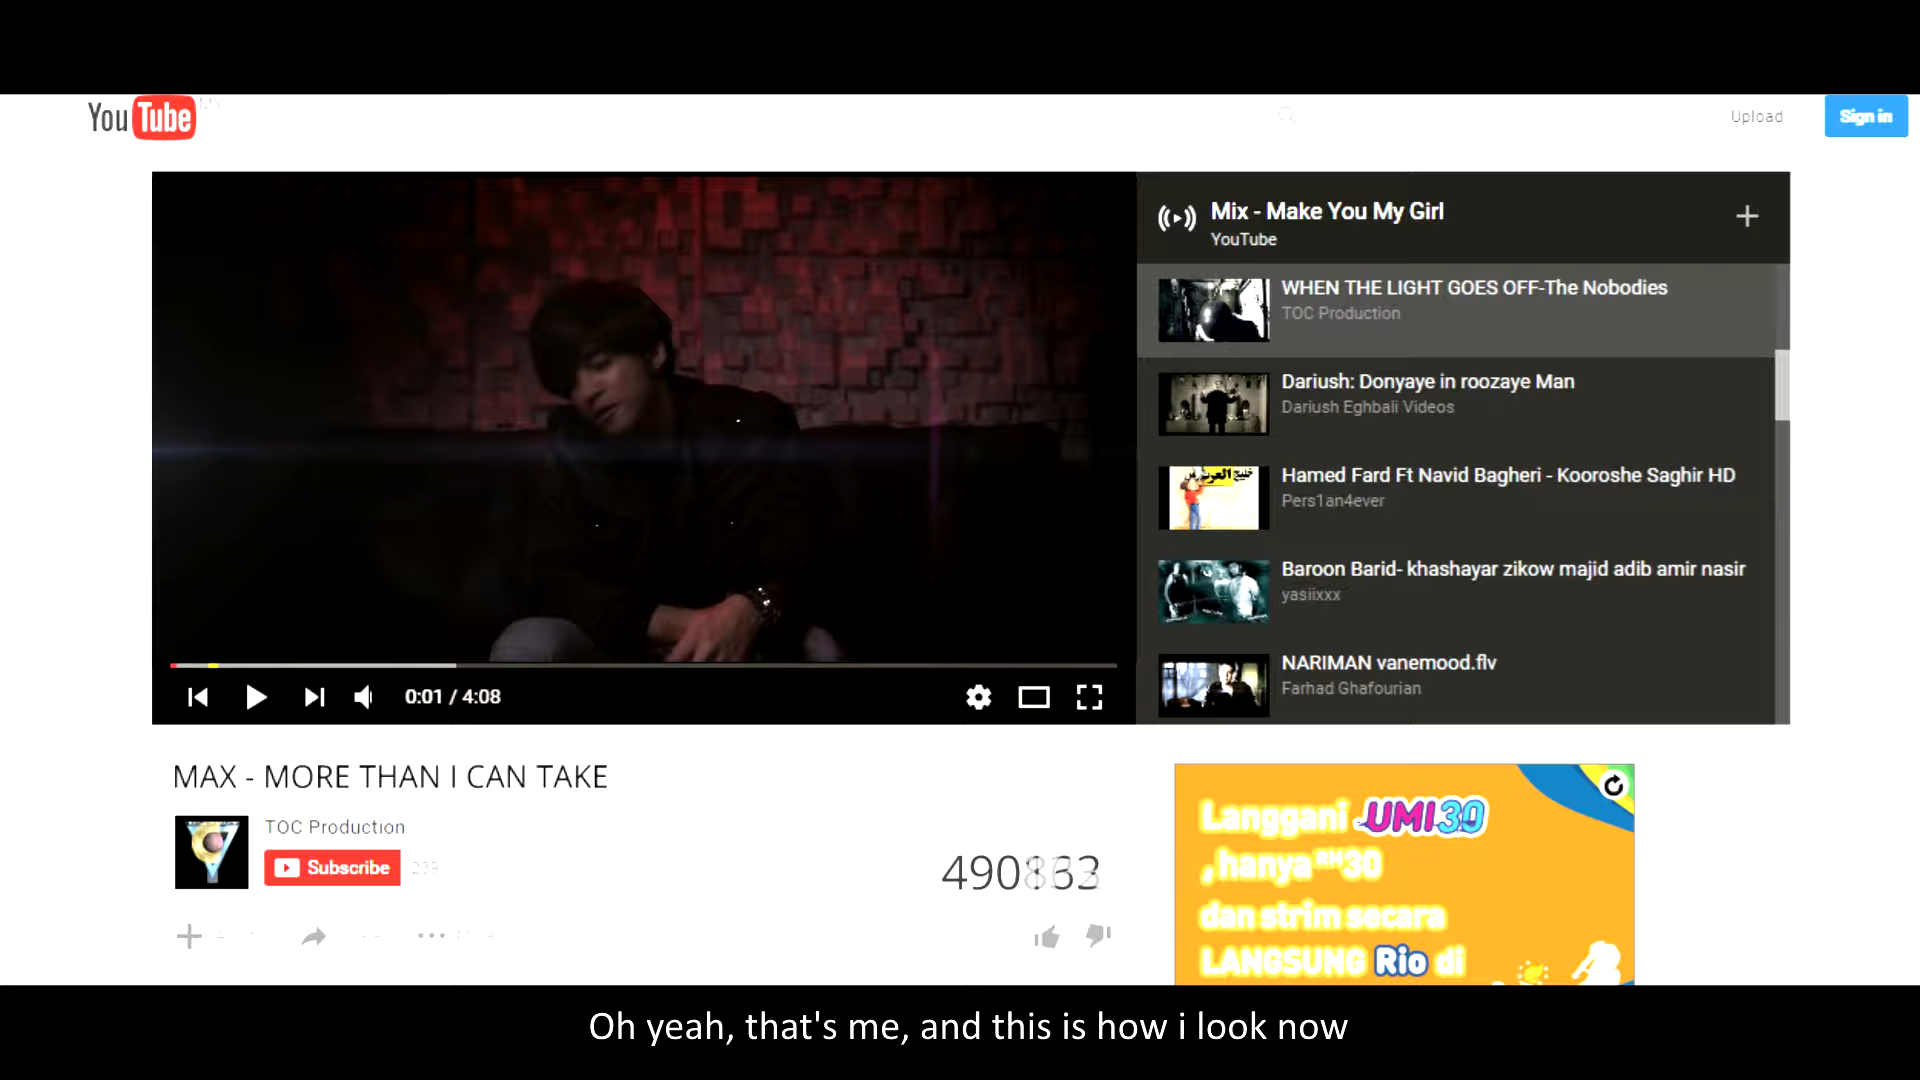 YouTube
Upload
Sign in
Mix - Make You My Girl
YouTube
WHEN THE LIGHT GOES OFF-The Nobodies
TOC Production
Dariush: Donyaye in roozaye Man
Dariush Eghbali Videos
Hamed Fard Ft Navid Bagheri - Kooroshe Saghir HD
Pers1an4ever
Baroon Barid- khashayar zikow majid adib amir nasir
yasiixxx
NARIMAN vanemood.flv
Farhad Ghafourian
0:01 / 4:08
MAX - MORE THAN I CAN TAKE
TOC Production
Subscribe
239
Langgani UMI30
,hanya RM30
dan strim secara
LANGSUNG Rio di
Oh yeah, that's me, and this is how i look now